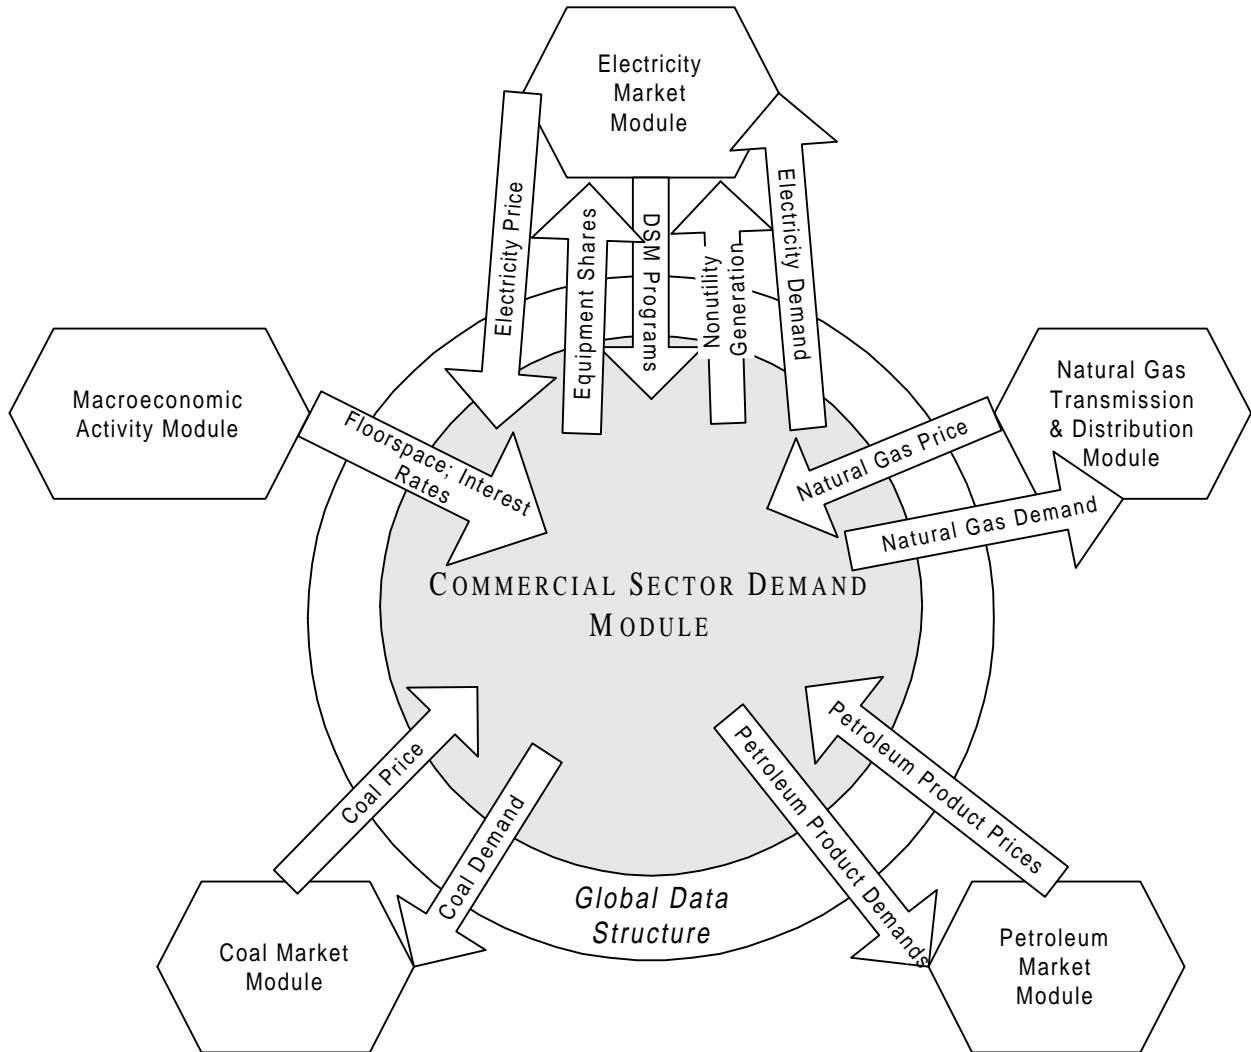 Electricity
Market
Module
Electricity Price
Equipment Shares
DSM Programs
Nonutility
Generation
Electricity Demand
Macroeconomic
Activity Module
Floorspace; Interest
Rates
Natural Gas
Transmission
& Distribution
Module
Natural Gas Price
Natural Gas Demand
COMMERCIAL SECTOR DEMAND
MODULE
Coal Price
Coal Demand
Petroleum Product Demands
Petroleum Product Prices
Global Data
Structure
Coal Market
Module
Petroleum
Market
Module